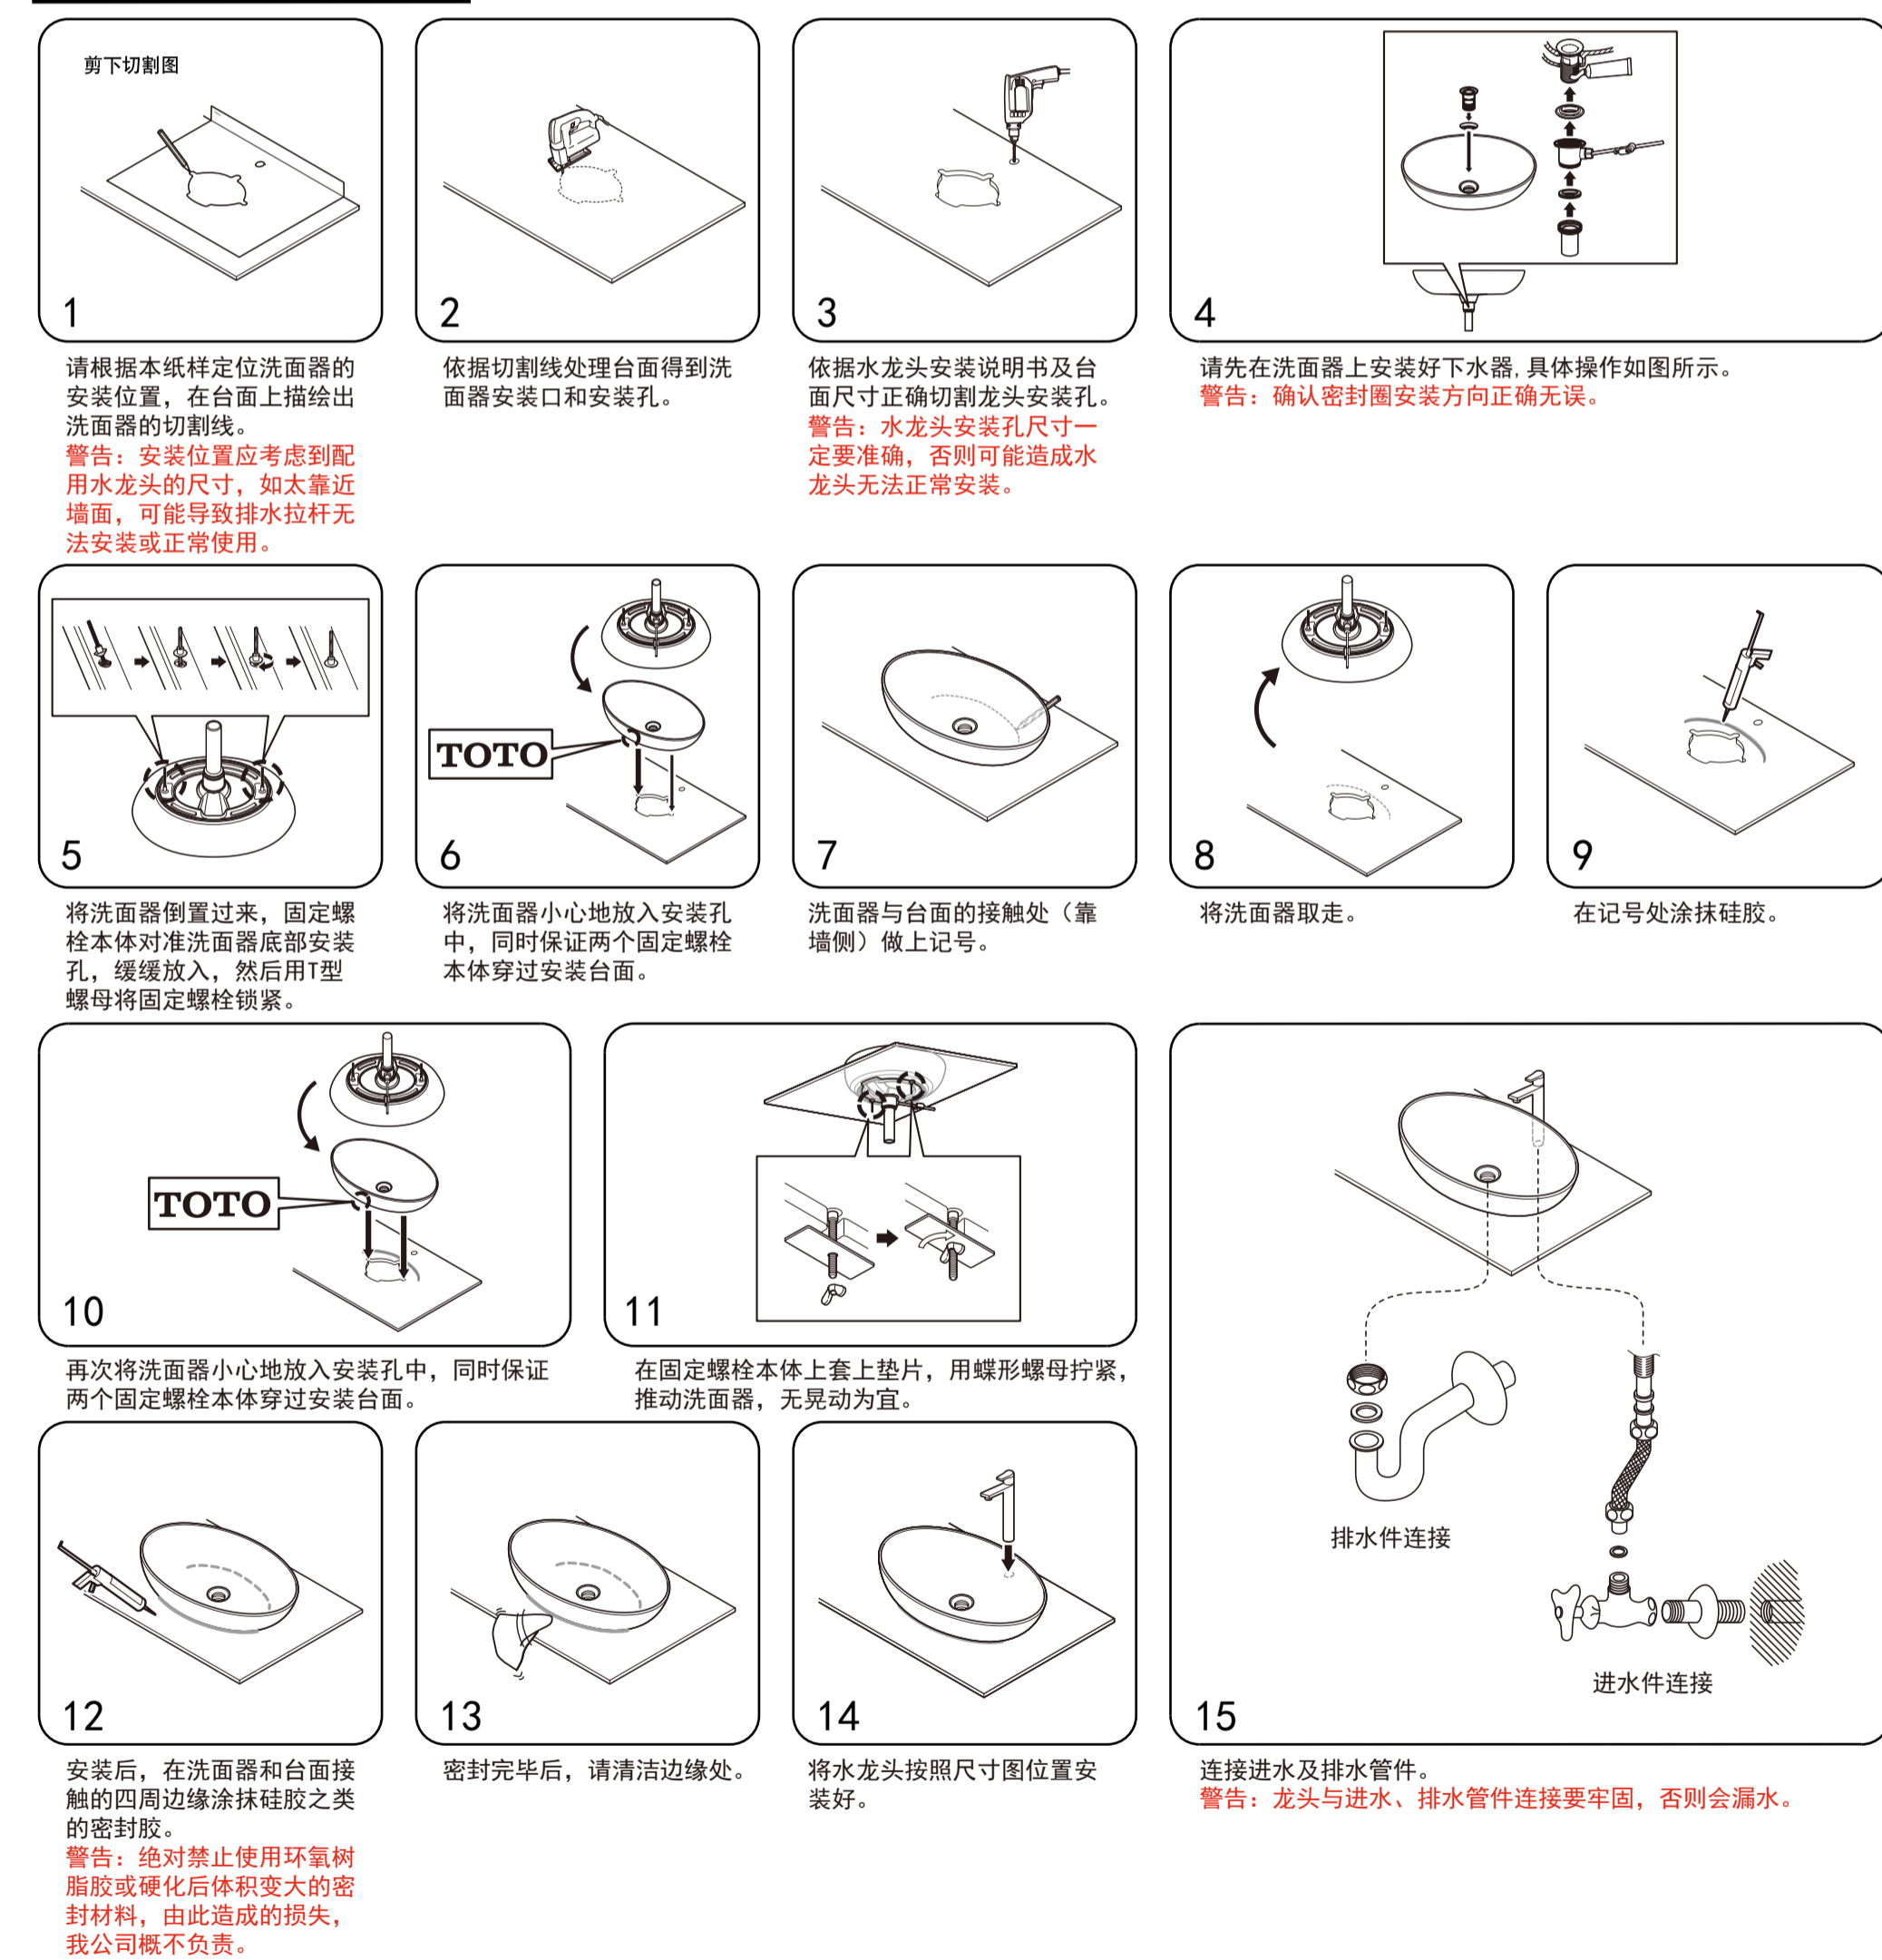 剪下切割图
1
请根据本纸样定位洗面器的
安装位置，在台面上描绘出
洗面器的切割线。
警告：安装位置应考虑到配
用水龙头的尺寸，如太靠近
墙面，可能导致排水拉杆无
法安装或正常使用。
2
依据切割线处理台面得到洗
面器安装口和安装孔。
3
依据水龙头安装说明书及台
面尺寸正确切割龙头安装孔。
警告：水龙头安装孔尺寸一
定要准确，否则可能造成水
龙头无法正常安装。
4
请先在洗面器上安装好下水器,具体操作如图所示。
警告：确认密封圈安装方向正确无误。
5
将洗面器倒置过来，固定螺
栓本体对准洗面器底部安装
孔，缓缓放入，然后用T型
螺母将固定螺栓锁紧。
TOTO
6
将洗面器小心地放入安装孔
中，同时保证两个固定螺栓
本体穿过安装台面。
7
洗面器与台面的接触处（靠
墙侧）做上记号。
8
将洗面器取走。
9
在记号处涂抹硅胶。
TOTO
10
再次将洗面器小心地放入安装孔中，同时保证
两个固定螺栓本体穿过安装台面。
11
在固定螺栓本体上套上垫片，用蝶形螺母拧紧，
推动洗面器，无晃动为宜。
12
安装后，在洗面器和台面接
触的四周边缘涂抹硅胶之类
的密封胶。
警告：绝对禁止使用环氧树
脂胶或硬化后体积变大的密
封材料，由此造成的损失，
我公司概不负责。
13
密封完毕后，请清洁边缘处。
14
将水龙头按照尺寸图位置安
装好。
排水件连接
进水件连接
15
连接进水及排水管件。
警告：龙头与进水、排水管件连接要牢固，否则会漏水。